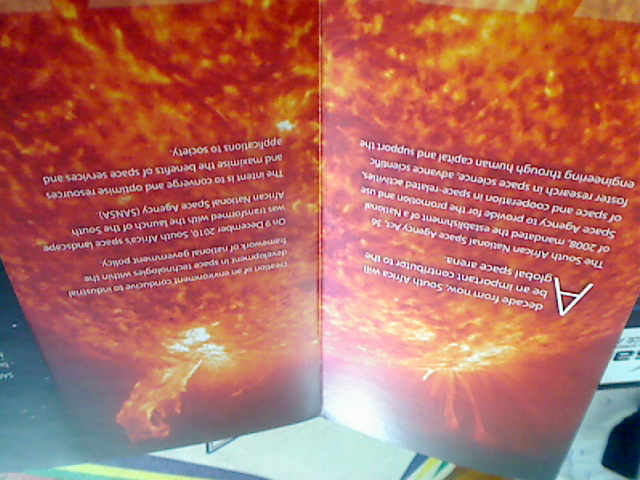 A decade from now, South Africa will
be an important contributor to the
global space arena.
The South African National Space Agency Act, 36
of 2008, mandated the establishment of a National
Space Agency to provide for the promotion and use
of space and cooperation in space-related activities,
foster research in space science, advance scientific
engineering through human capital and support the
creation of an environment conducive to industrial
development in space technologies within the
framework of national government policy.
On 9 December 2010, South Africa's space landscape
was transformed with the launch of the South
African National Space Agency (SANSA).
The intent is to converge and optimise resources
and maximise the benefits of space services and
applications to society.